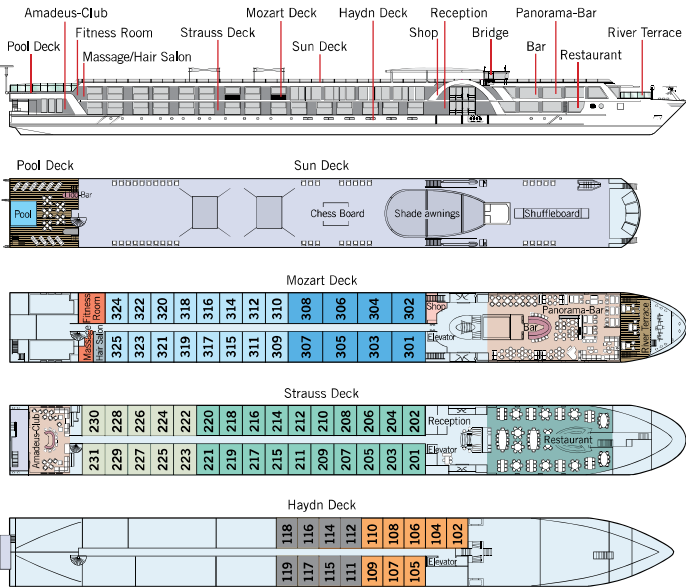 Amadeus-Club Mozart Deck Haydn Deck Reception Panorama-Bar
Fitness Room Strauss Deck Sun Deck Shop Bridge Bar River Terrace
Pool Deck Massage/Hair Salon Restaurant
Pool Deck Sun Deck
Pool Chess Board Shade awnings Shuffleboard
Mozart Deck
Fitness Room 324 322 320 318 316 314 312 310 308 306 304 302 Shop Panorama-Bar
Bar River Terrace
Massage Hair Salon 325 323 321 319 317 315 311 309 307 305 303 301 Elevator
Strauss Deck
230 228 226 224 222 220 218 216 214 212 210 208 206 204 202 Reception
Amadeus-Club Restaurant
231 229 227 225 223 221 219 217 215 211 209 207 205 203 201 Elevator
Haydn Deck
118 116 114 112 110 108 106 104 102
119 117 115 111 109 107 105 Elevator